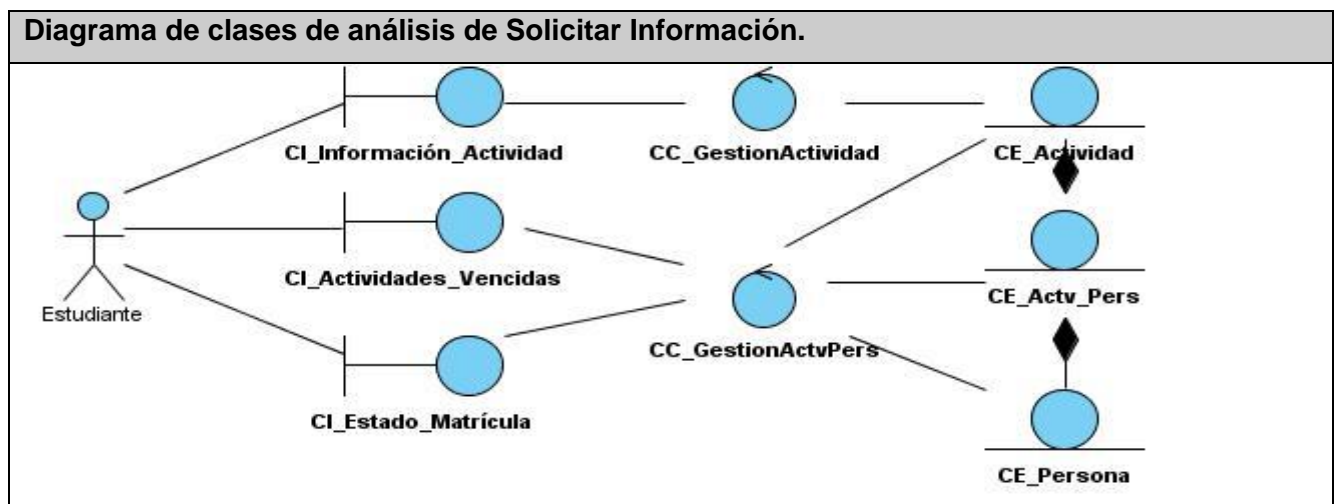 Diagrama de clases de análisis de Solicitar Información.
CI_Información_Actividad
CC_GestionActividad
CE_Actividad
CI_Actividades_Vencidas
CE_Actv_Pers
Estudiante
CC_GestionActvPers
CI_Estado_Matrícula
CE_Persona